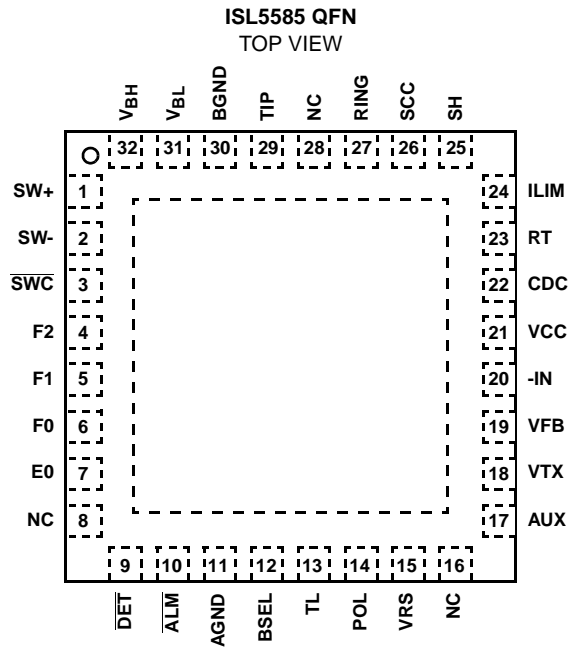 ISL5585 QFN
TOP VIEW
VBH VBL BGND TIP NC RING SCC SH
32 31 30 29 28 27 26 25
SW+ 1 24 ILIM
SW- 2 23 RT
SWC 3 22 CDC
F2 4 21 VCC
F1 5 20 -IN
F0 6 19 VFB
E0 7 18 VTX
NC 8 17 AUX
9 10 11 12 13 14 15 16
DET ALM AGND BSEL TL POL VRS NC